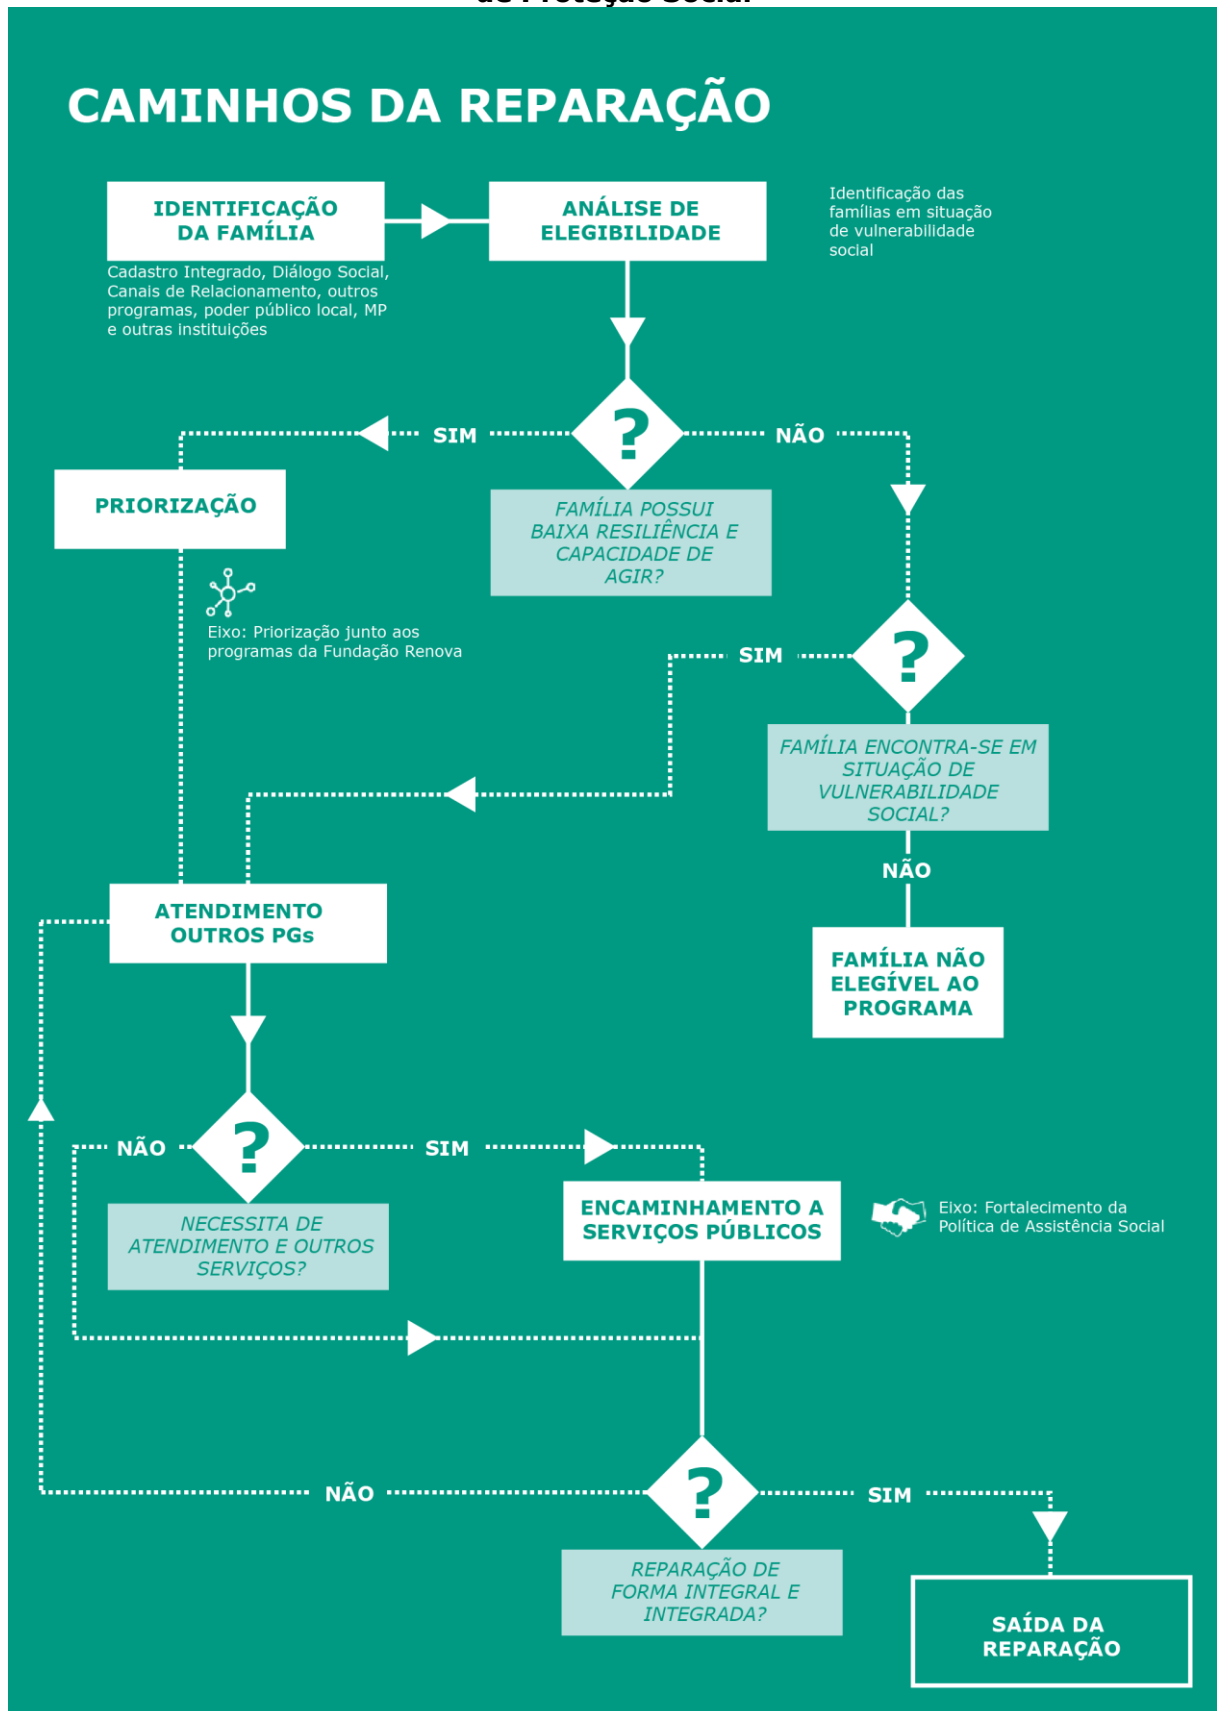 de Proteção Social
CAMINHOS DA REPARAÇÃO
IDENTIFICAÇÃO
DA FAMÍLIA
ANÁLISE DE
ELEGIBILIDADE
Identificação das
famílias em situação
de vulnerabilidade
social
Cadastro Integrado, Diálogo Social,
Canais de Relacionamento, outros
programas, poder público local, MP
e outras instituições
?
SIM
NÃO
PRIORIZAÇÃO
FAMÍLIA POSSUI
BAIXA RESILIÊNCIA E
CAPACIDADE DE
AGIR?
Eixo: Priorização junto aos
programas da Fundação Renova
?
SIM
FAMÍLIA ENCONTRA-SE EM
SITUAÇÃO DE
VULNERABILIDADE
SOCIAL?
NÃO
ATENDIMENTO
OUTROS PGs
FAMÍLIA NÃO
ELEGÍVEL AO
PROGRAMA
?
NÃO
SIM
NECESSITA DE
ATENDIMENTO E OUTROS
SERVIÇOS?
ENCAMINHAMENTO A
SERVIÇOS PÚBLICOS
Eixo: Fortalecimento da
Política de Assistência Social
?
NÃO
SIM
REPARAÇÃO DE
FORMA INTEGRAL E
INTEGRADA?
SAÍDA DA
REPARAÇÃO